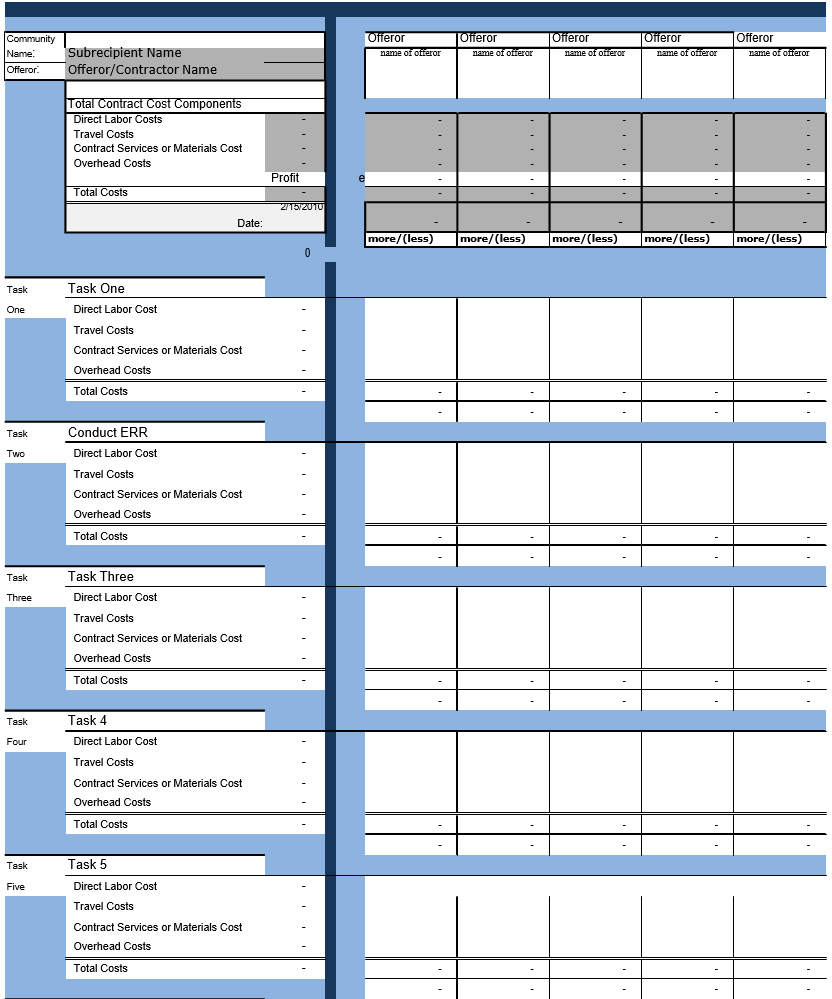 Community Offeror Offeror Offeror Offeror Offeror
Name: Subrecipient Name name of offeror name of offeror name of offeror name of offeror name of offeror
Offeror: Offeror/Contractor Name
Total Contract Cost Components
Direct Labor Costs - - - - - -
Travel Costs - - - - - -
Contract Services or Materials Cost - - - - - -
Overhead Costs - - - - - -
Profit e - - - - -
Total Costs - - - - - -
2/15/2010
Date: - - - - -
more/(less) more/(less) more/(less) more/(less) more/(less)
0
Task Task One
One Direct Labor Cost -
Travel Costs -
Contract Services or Materials Cost -
Overhead Costs -
Total Costs - - - - - -
- - - - -
Task Conduct ERR
Two Direct Labor Cost -
Travel Costs -
Contract Services or Materials Cost -
Overhead Costs -
Total Costs - - - - - -
- - - - -
Task Task Three
Three Direct Labor Cost -
Travel Costs -
Contract Services or Materials Cost -
Overhead Costs -
Total Costs - - - - - -
- - - - -
Task Task 4
Four Direct Labor Cost -
Travel Costs -
Contract Services or Materials Cost -
Overhead Costs -
Total Costs - - - - - -
- - - - -
Task Task 5
Five Direct Labor Cost -
Travel Costs -
Contract Services or Materials Cost -
Overhead Costs -
Total Costs - - - - - -
- - - - -